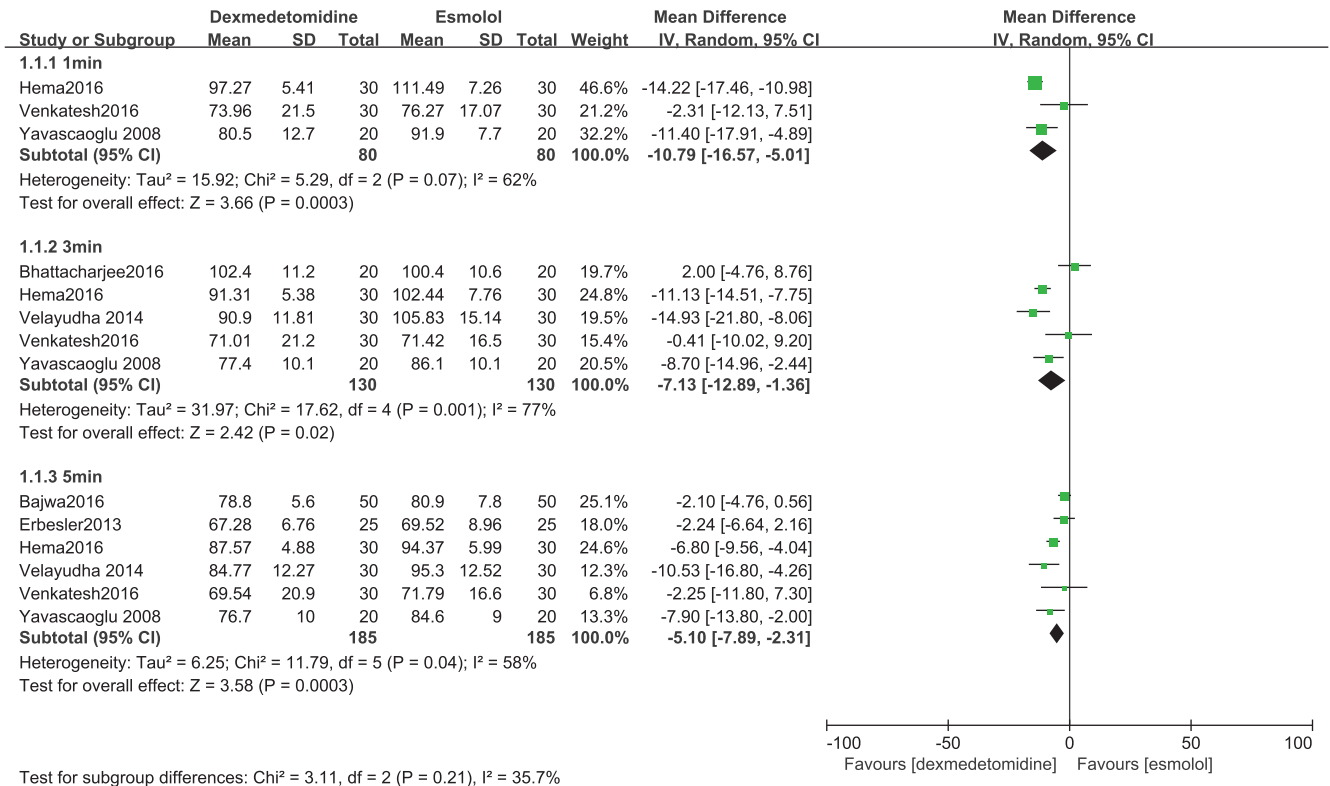 Dexmedetomidine Esmolol Mean Difference Mean Difference
Study or Subgroup Mean SD Total Mean SD Total Weight IV, Random, 95% CI IV, Random, 95% CI
1.1.1 1min
Hema2016 97.27 5.41 30 111.49 7.26 30 46.6% -14.22 [-17.46, -10.98]
Venkatesh2016 73.96 21.5 30 76.27 17.07 30 21.2% -2.31 [-12.13, 7.51]
Yavascaoglu 2008 80.5 12.7 20 91.9 7.7 20 32.2% -11.40 [-17.91, -4.89]
Subtotal (95% CI) 80 80 100.0% -10.79 [-16.57, -5.01]
Heterogeneity: Tau² = 15.92; Chi² = 5.29, df = 2 (P = 0.07); I² = 62%
Test for overall effect: Z = 3.66 (P = 0.0003)
1.1.2 3min
Bhattacharjee2016 102.4 11.2 20 100.4 10.6 20 19.7% 2.00 [-4.76, 8.76]
Hema2016 91.31 5.38 30 102.44 7.76 30 24.8% -11.13 [-14.51, -7.75]
Velayudha 2014 90.9 11.81 30 105.83 15.14 30 19.5% -14.93 [-21.80, -8.06]
Venkatesh2016 71.01 21.2 30 71.42 16.5 30 15.4% -0.41 [-10.02, 9.20]
Yavascaoglu 2008 77.4 10.1 20 86.1 10.1 20 20.5% -8.70 [-14.96, -2.44]
Subtotal (95% CI) 130 130 100.0% -7.13 [-12.89, -1.36]
Heterogeneity: Tau² = 31.97; Chi² = 17.62, df = 4 (P = 0.001); I² = 77%
Test for overall effect: Z = 2.42 (P = 0.02)
1.1.3 5min
Bajwa2016 78.8 5.6 50 80.9 7.8 50 25.1% -2.10 [-4.76, 0.56]
Erbesler2013 67.28 6.76 25 69.52 8.96 25 18.0% -2.24 [-6.64, 2.16]
Hema2016 87.57 4.88 30 94.37 5.99 30 24.6% -6.80 [-9.56, -4.04]
Velayudha 2014 84.77 12.27 30 95.3 12.52 30 12.3% -10.53 [-16.80, -4.26]
Venkatesh2016 69.54 20.9 30 71.79 16.6 30 6.8% -2.25 [-11.80, 7.30]
Yavascaoglu 2008 76.7 10 20 84.6 9 20 13.3% -7.90 [-13.80, -2.00]
Subtotal (95% CI) 185 185 100.0% -5.10 [-7.89, -2.31]
Heterogeneity: Tau² = 6.25; Chi² = 11.79, df = 5 (P = 0.04); I² = 58%
Test for overall effect: Z = 3.58 (P = 0.0003)
-100 -50 0 50 100
Favours [dexmedetomidine] Favours [esmolol]
Test for subgroup differences: Chi² = 3.11, df = 2 (P = 0.21), I² = 35.7%